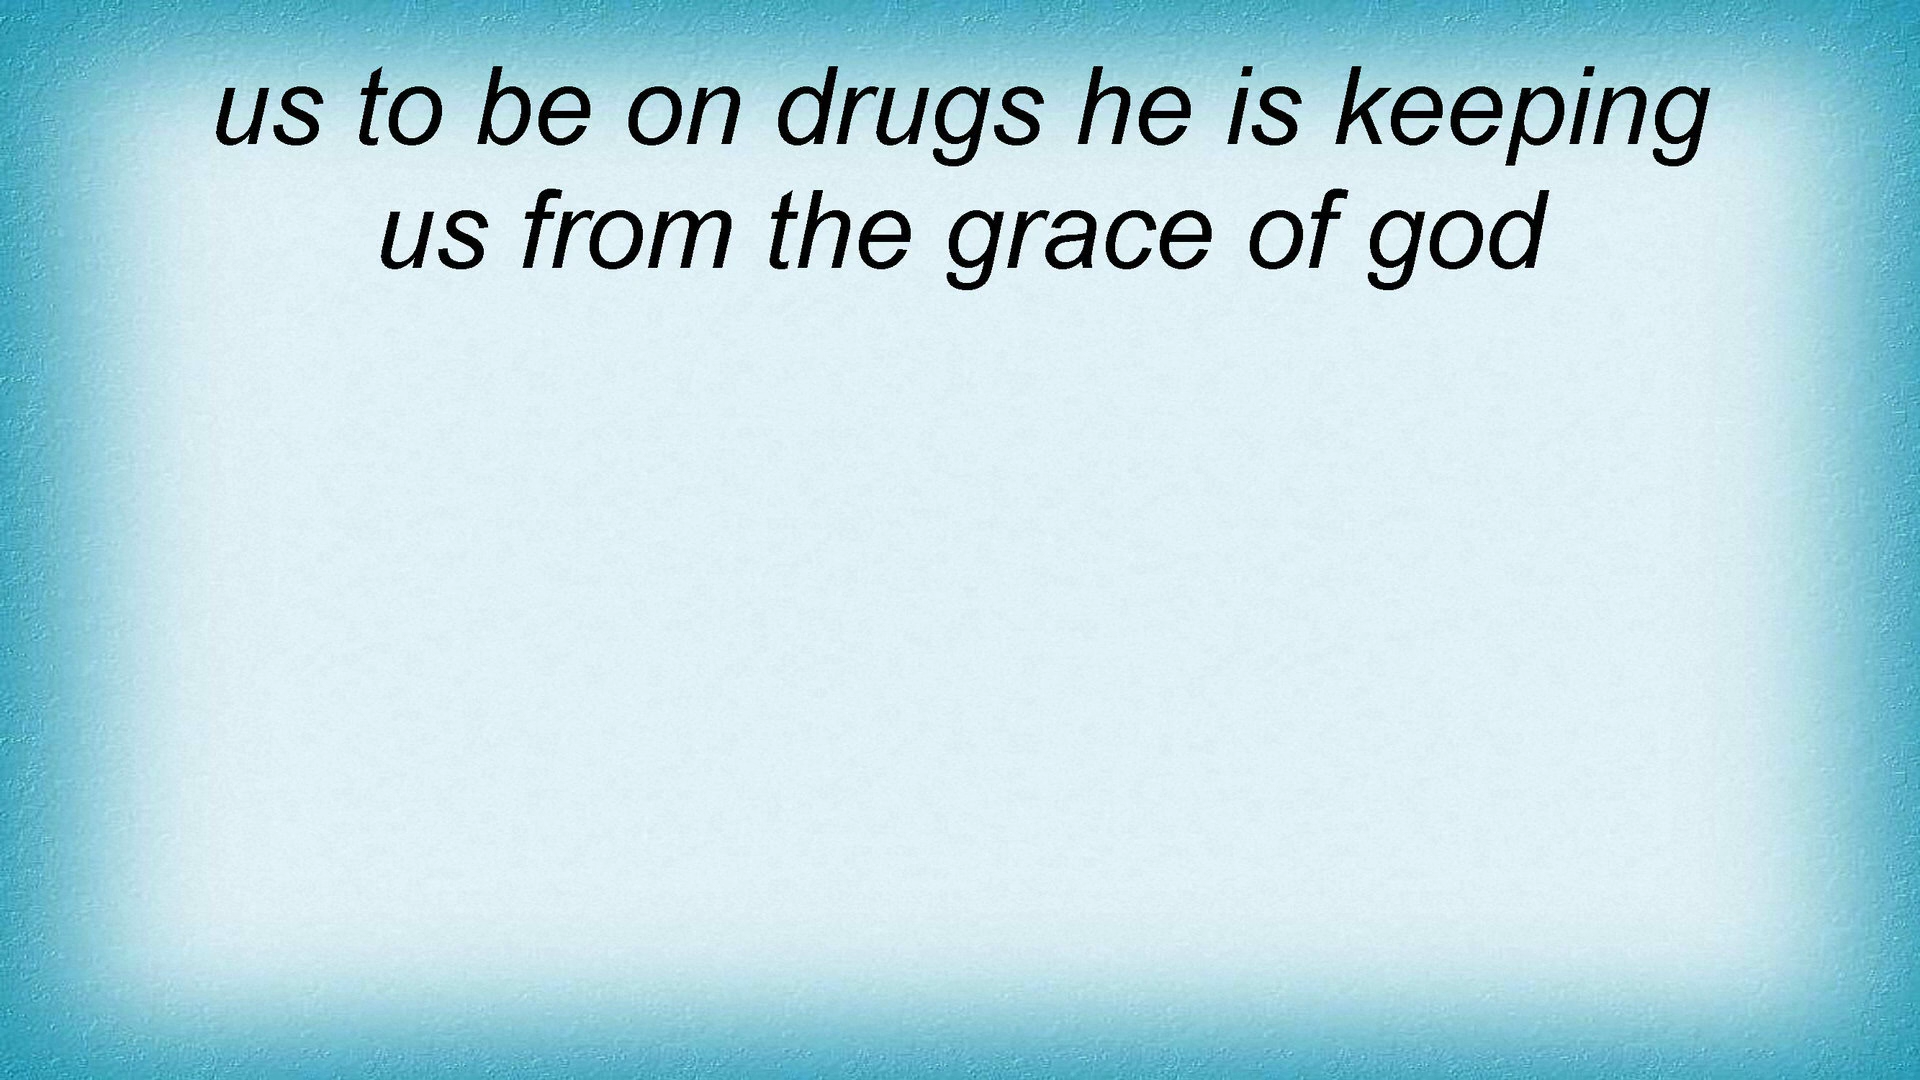 us to be on drugs he is keeping
us from the grace of god